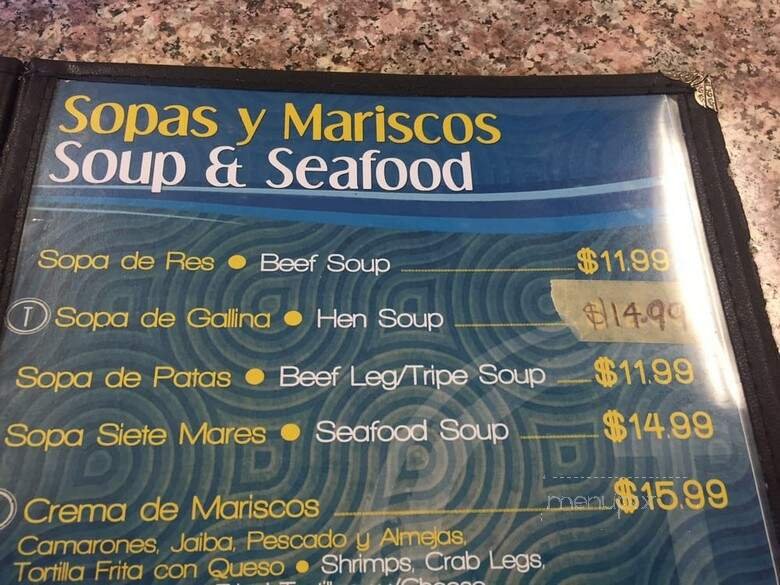 Sopas y Mariscos
Soup & Seafood
Sopa de Res • Beef Soup $11.99
T Sopa de Gallina • Hen Soup $14.99
Sopa de Patas • Beef Leg/Tripe Soup $11.99
Sopa Siete Mares • Seafood Soup $14.99
Crema de Mariscos $15.99
Camarones, Jaiba, Pescado y Almejas,
Tortilla Frita con Queso • Shrimps, Crab Legs,